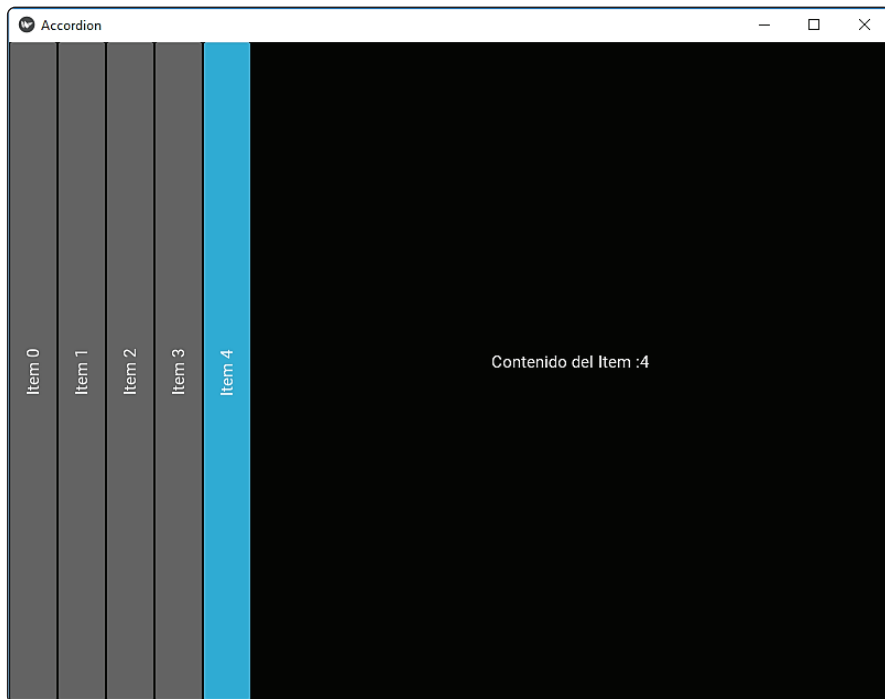 Accordion
Item 0
Item 1
Item 2
Item 3
Item 4
Contenido del Item :4